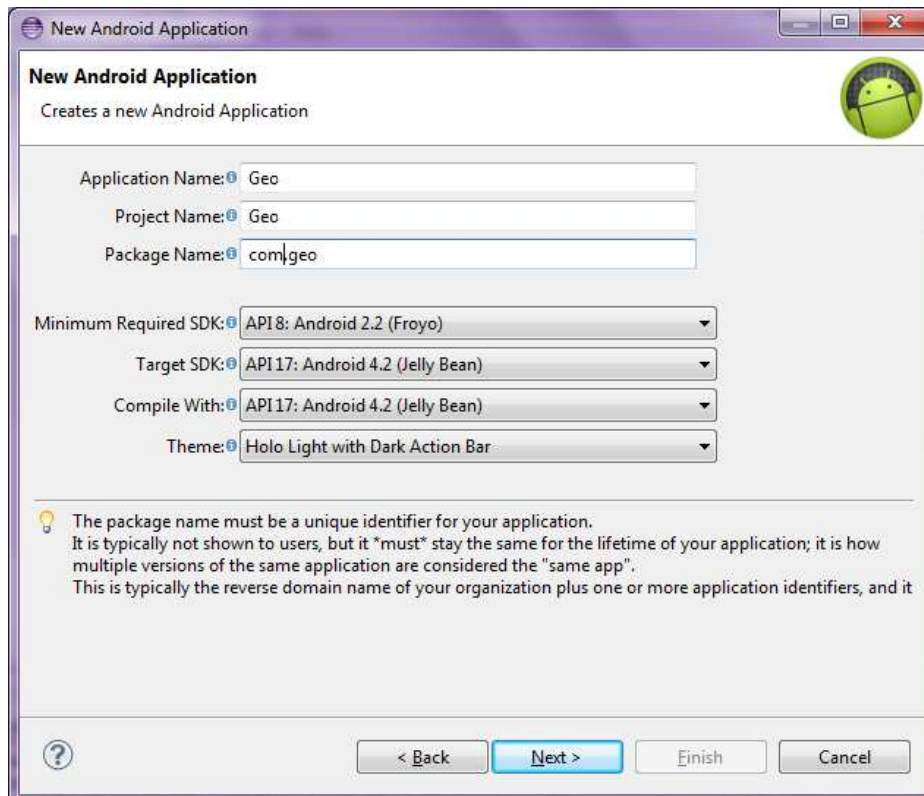 New Android Application
New Android Application
Creates a new Android Application
Application Name: Geo
Project Name: Geo
Package Name: com.geo
Minimum Required SDK: API 8: Android 2.2 (Froyo)
Target SDK: API 17: Android 4.2 (Jelly Bean)
Compile With: API 17: Android 4.2 (Jelly Bean)
Theme: Holo Light with Dark Action Bar
The package name must be a unique identifier for your application.
It is typically not shown to users, but it *must* stay the same for the lifetime of your application; it is how
multiple versions of the same application are considered the "same app".
This is typically the reverse domain name of your organization plus one or more application identifiers, and it
? < Back Next > Finish Cancel